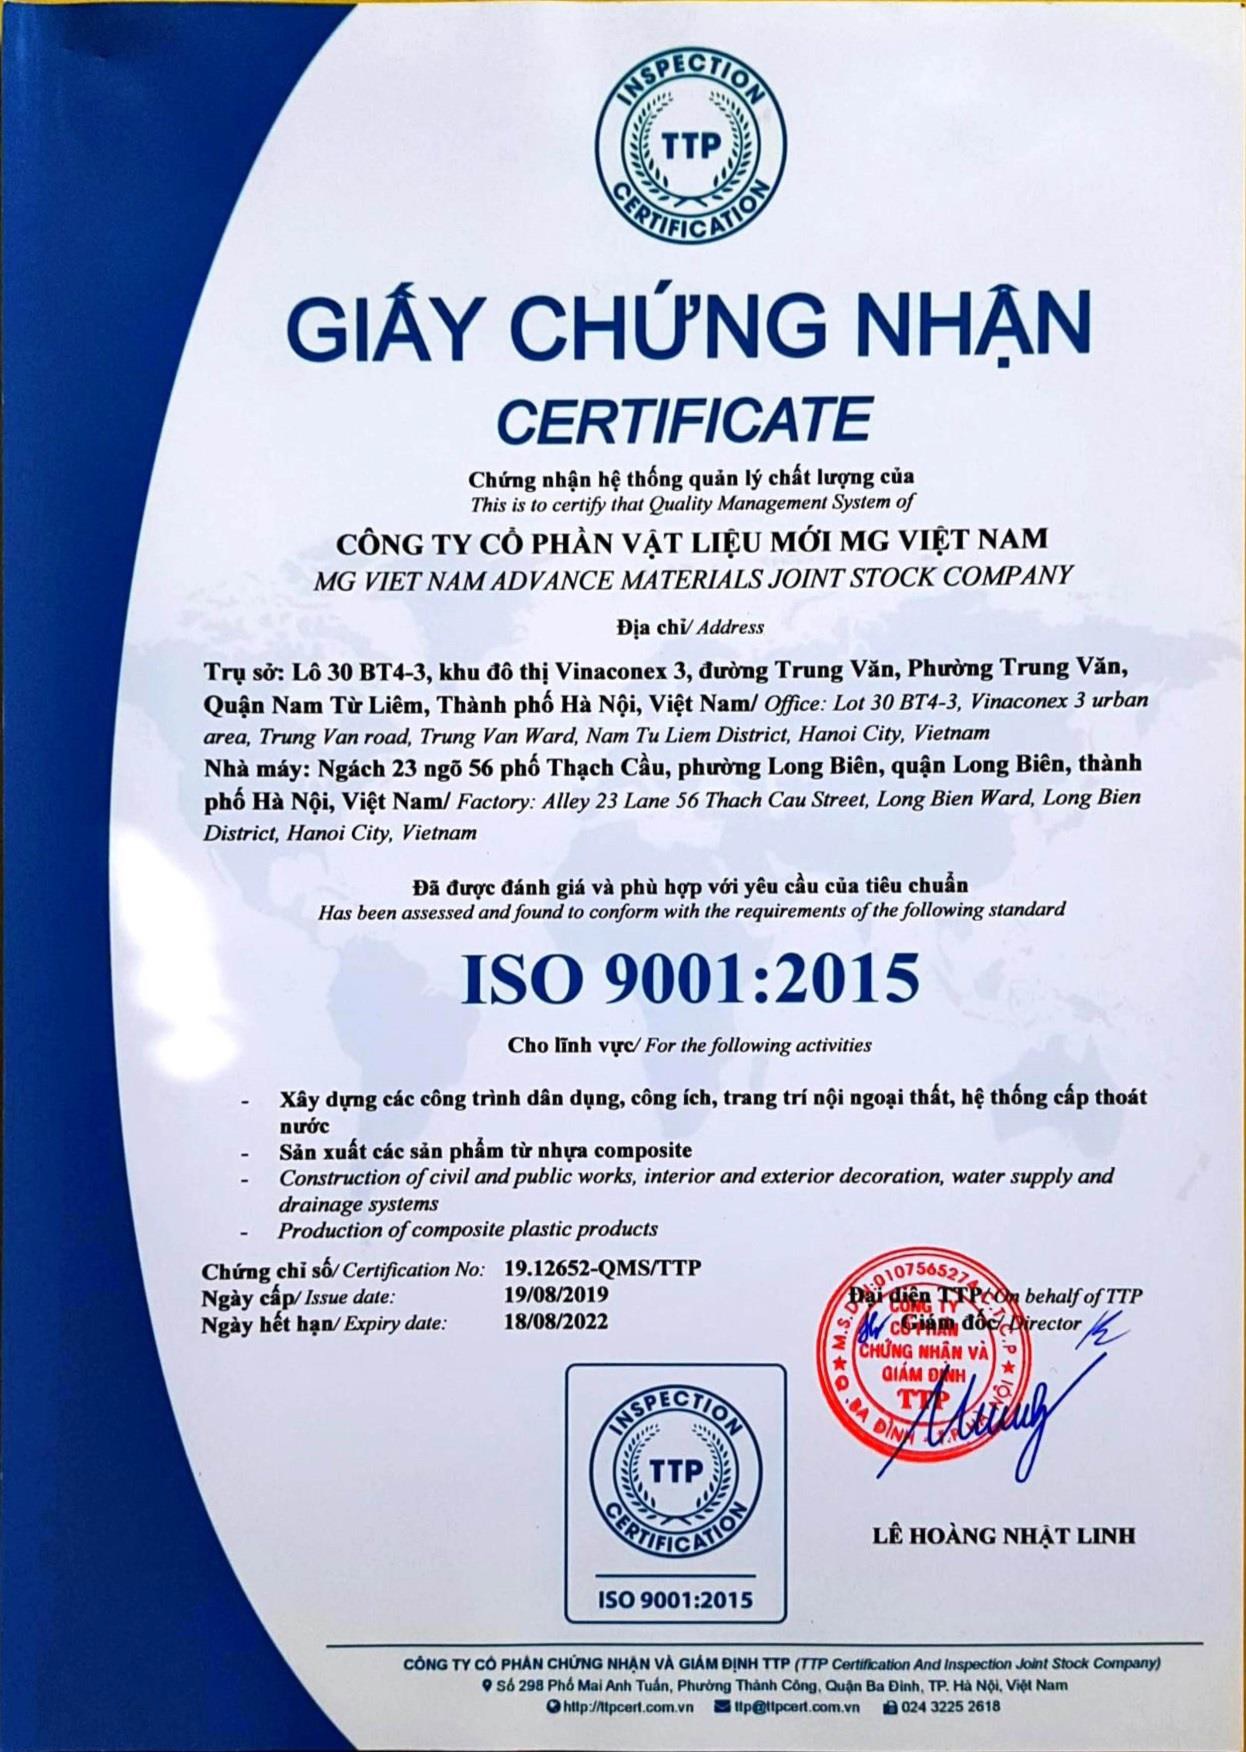 INSPECTION
TTP
CERTIFICATION
GIẤY CHỨNG NHẬN
CERTIFICATE
Chứng nhận hệ thống quản lý chất lượng của
This is to certify that Quality Management System of
CÔNG TY CỔ PHẦN VẬT LIỆU MỚI MG VIỆT NAM
MG VIET NAM ADVANCE MATERIALS JOINT STOCK COMPANY
Địa chỉ/ Address
Trụ sở: Lô 30 BT4-3, khu đô thị Vinaconex 3, đường Trung Văn, Phường Trung Văn,
Quận Nam Từ Liêm, Thành phố Hà Nội, Việt Nam/ Office: Lot 30 BT4-3, Vinaconex 3 urban
area, Trung Van road, Trung Van Ward, Nam Tu Liem District, Hanoi City, Vietnam
Nhà máy: Ngách 23 ngõ 56 phố Thạch Cầu, phường Long Biên, quận Long Biên, thành
phố Hà Nội, Việt Nam/ Factory: Alley 23 Lane 56 Thach Cau Street, Long Bien Ward, Long Bien
District, Hanoi City, Vietnam
Đã được đánh giá và phù hợp với yêu cầu của tiêu chuẩn
Has been assessed and found to conform with the requirements of the following standard
ISO 9001:2015
Cho lĩnh vực/ For the following activities
- Xây dựng các công trình dân dụng, công ích, trang trí nội ngoại thất, hệ thống cấp thoát
nước
- Sản xuất các sản phẩm từ nhựa composite
- Construction of civil and public works, interior and exterior decoration, water supply and
drainage systems
- Production of composite plastic products
Chứng chỉ số/ Certification No: 19.12652-QMS/TTP
Ngày cấp/ Issue date: 19/08/2019
Ngày hết hạn/ Expiry date: 18/08/2022
Đại diện TTP/ On behalf of TTP
Giám đốc/ Director
M.S.D.N:0107565274-C.T.C.P
CÔNG TY
CỔ PHẦN
CHỨNG NHẬN VÀ
GIÁM ĐỊNH
TTP
Q. BA ĐÌNH - T.P HÀ NỘI
LÊ HOÀNG NHẬT LINH
INSPECTION
TTP
CERTIFICATION
ISO 9001:2015
CÔNG TY CỔ PHẦN CHỨNG NHẬN VÀ GIÁM ĐỊNH TTP (TTP Certification And Inspection Joint Stock Company)
Số 298 Phố Mai Anh Tuấn, Phường Thành Công, Quận Ba Đình, TP. Hà Nội, Việt Nam
http://ttpcert.com.vn ttp@ttpcert.com.vn 024 3225 2618